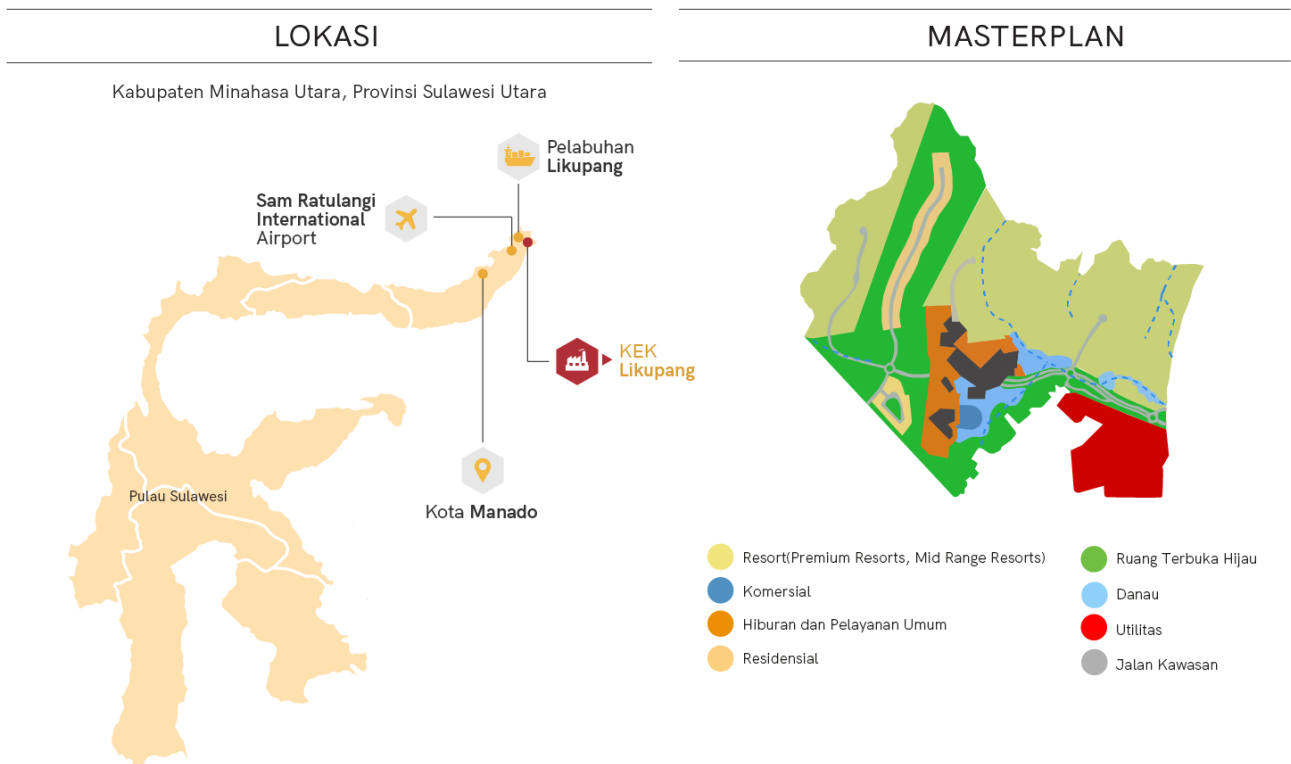 LOKASI
Kabupaten Minahasa Utara, Provinsi Sulawesi Utara
Pelabuhan
Likupang
Sam Ratulangi
International
Airport
KEK
Likupang
Pulau Sulawesi
Kota Manado
MASTERPLAN
Resort(Premium Resorts, Mid Range Resorts)
Komersial
Hiburan dan Pelayanan Umum
Residensial
Ruang Terbuka Hijau
Danau
Utilitas
Jalan Kawasan